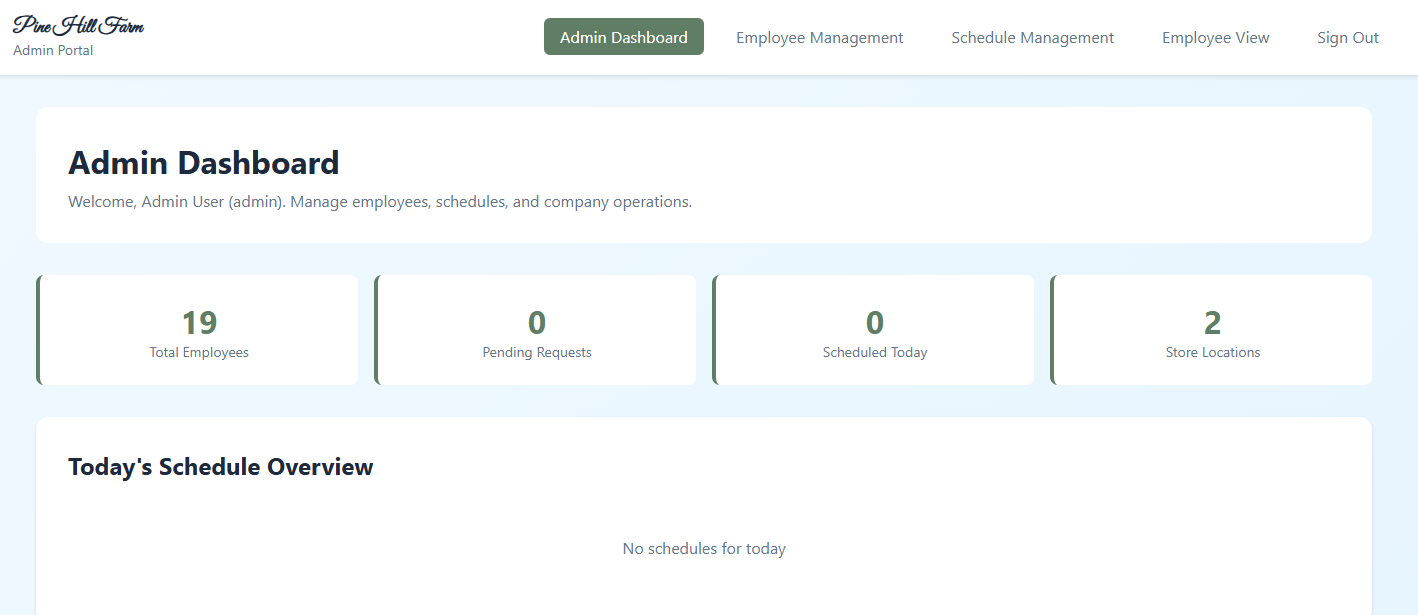 Pine Hill Farm
Admin Portal
Admin Dashboard
Employee Management
Schedule Management
Employee View
Sign Out
Admin Dashboard
Welcome, Admin User (admin). Manage employees, schedules, and company operations.
19
Total Employees
0
Pending Requests
0
Scheduled Today
2
Store Locations
Today's Schedule Overview
No schedules for today